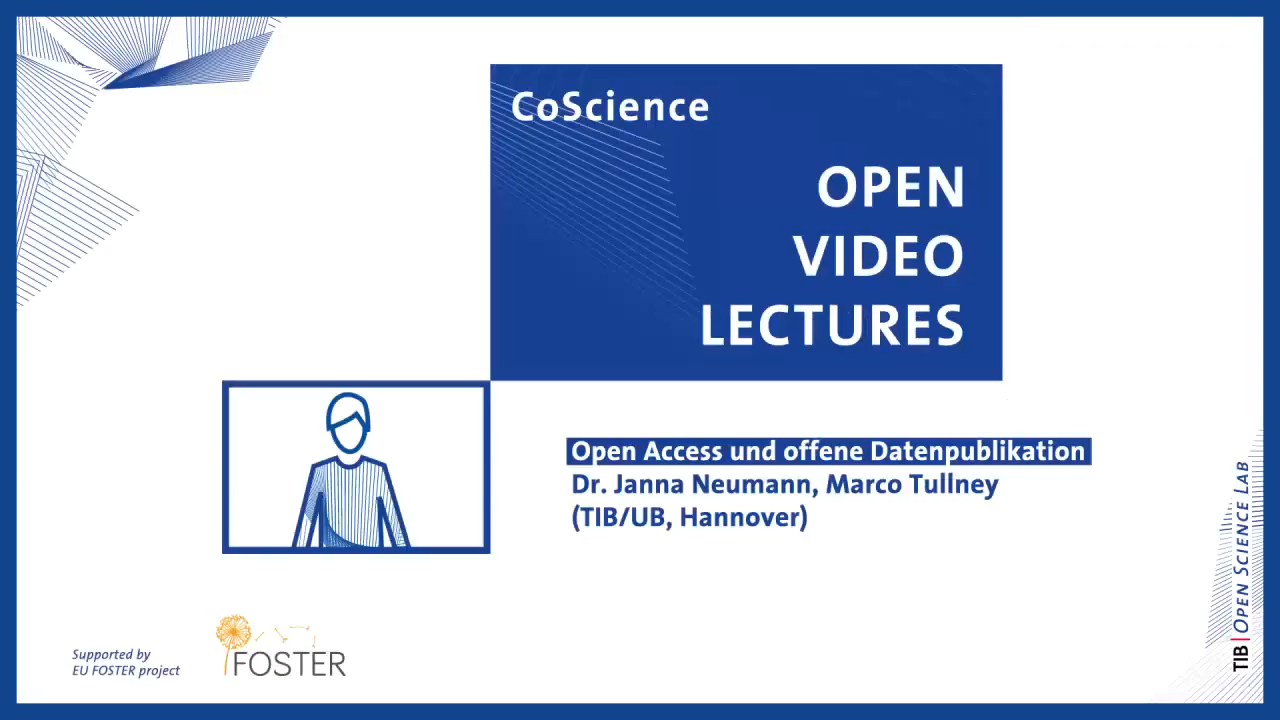 CoScience
OPEN
VIDEO
LECTURES
Open Access und offene Datenpublikation
Dr. Janna Neumann, Marco Tullney
(TIB/UB, Hannover)
Supported by
EU FOSTER project
FOSTER
TIB | OPEN SCIENCE LAB